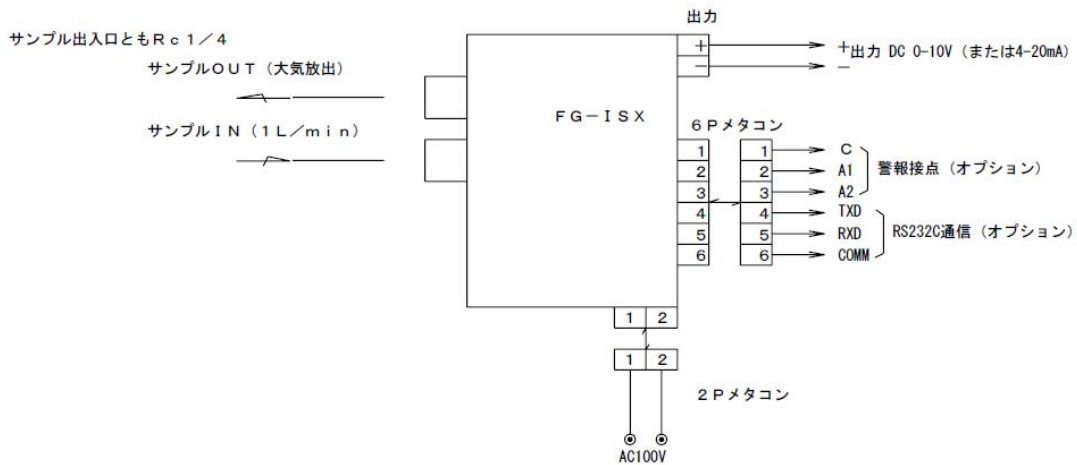 出力
サンプル出入口ともRc1/4
+ +出力 DC 0-10V (または4-20mA)
サンプルOUT (大気放出)
- -
FG-ISX
6Pメタコン
サンプルIN (1L/min)
1 1 C
2 2 A1 警報接点 (オプション)
3 3 A2
4 4 TXD
5 5 RXD RS232C通信 (オプション)
6 6 COMM
1 2
1 2
2Pメタコン
AC100V